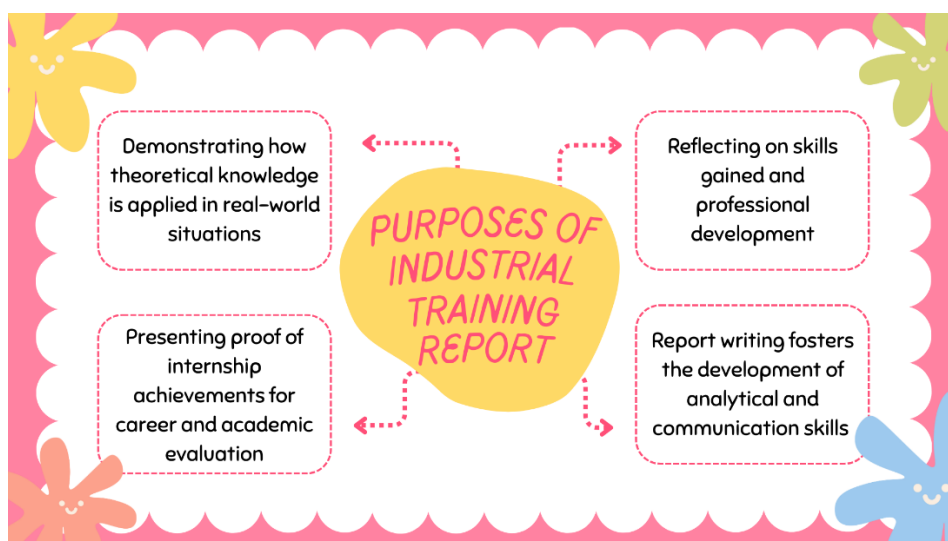 Demonstrating how
theoretical knowledge
is applied in real-world
situations
Reflecting on skills
gained and
professional
development
PURPOSES OF
INDUSTRIAL
TRAINING
REPORT
Presenting proof of
internship
achievements for
career and academic
evaluation
Report writing fosters
the development of
analytical and
communication skills